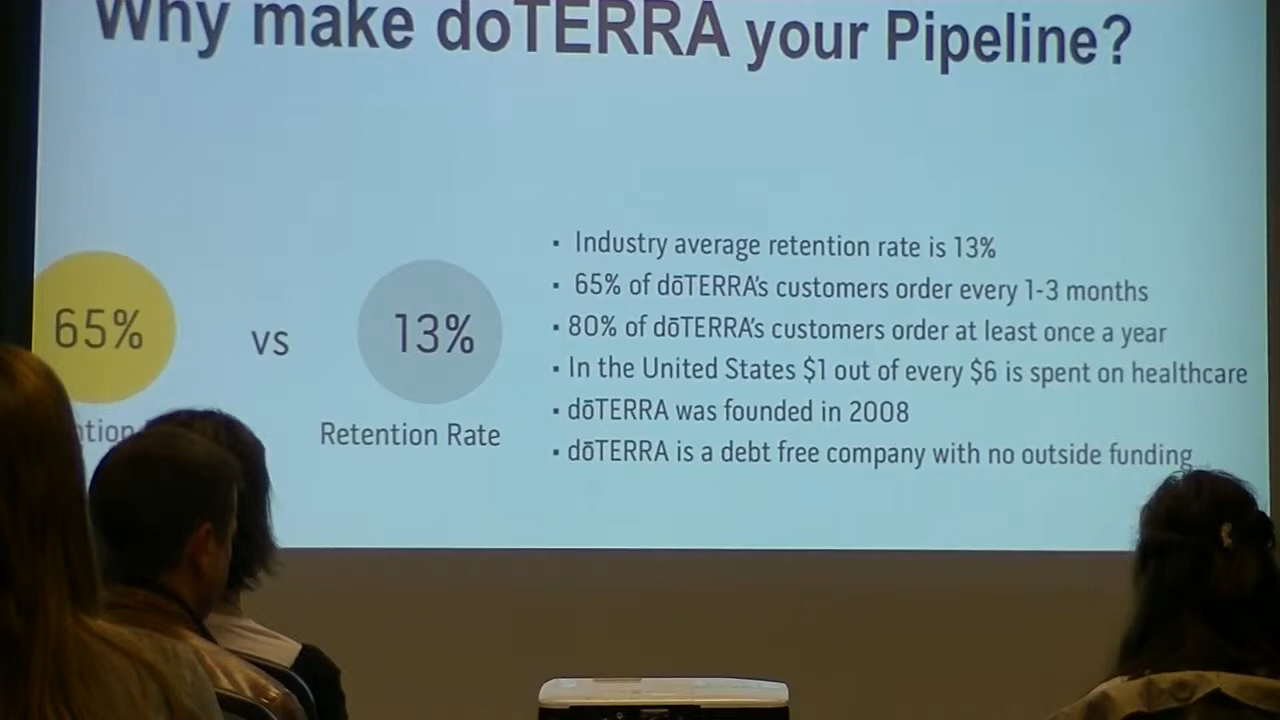 Why make doTERRA your Pipeline?
65%
vs
13%
Retention Rate
▪ Industry average retention rate is 13%
▪ 65% of dōTERRA's customers order every 1-3 months
▪ 80% of dōTERRA's customers order at least once a year
▪ In the United States $1 out of every $6 is spent on healthcare
▪ dōTERRA was founded in 2008
▪ dōTERRA is a debt free company with no outside funding